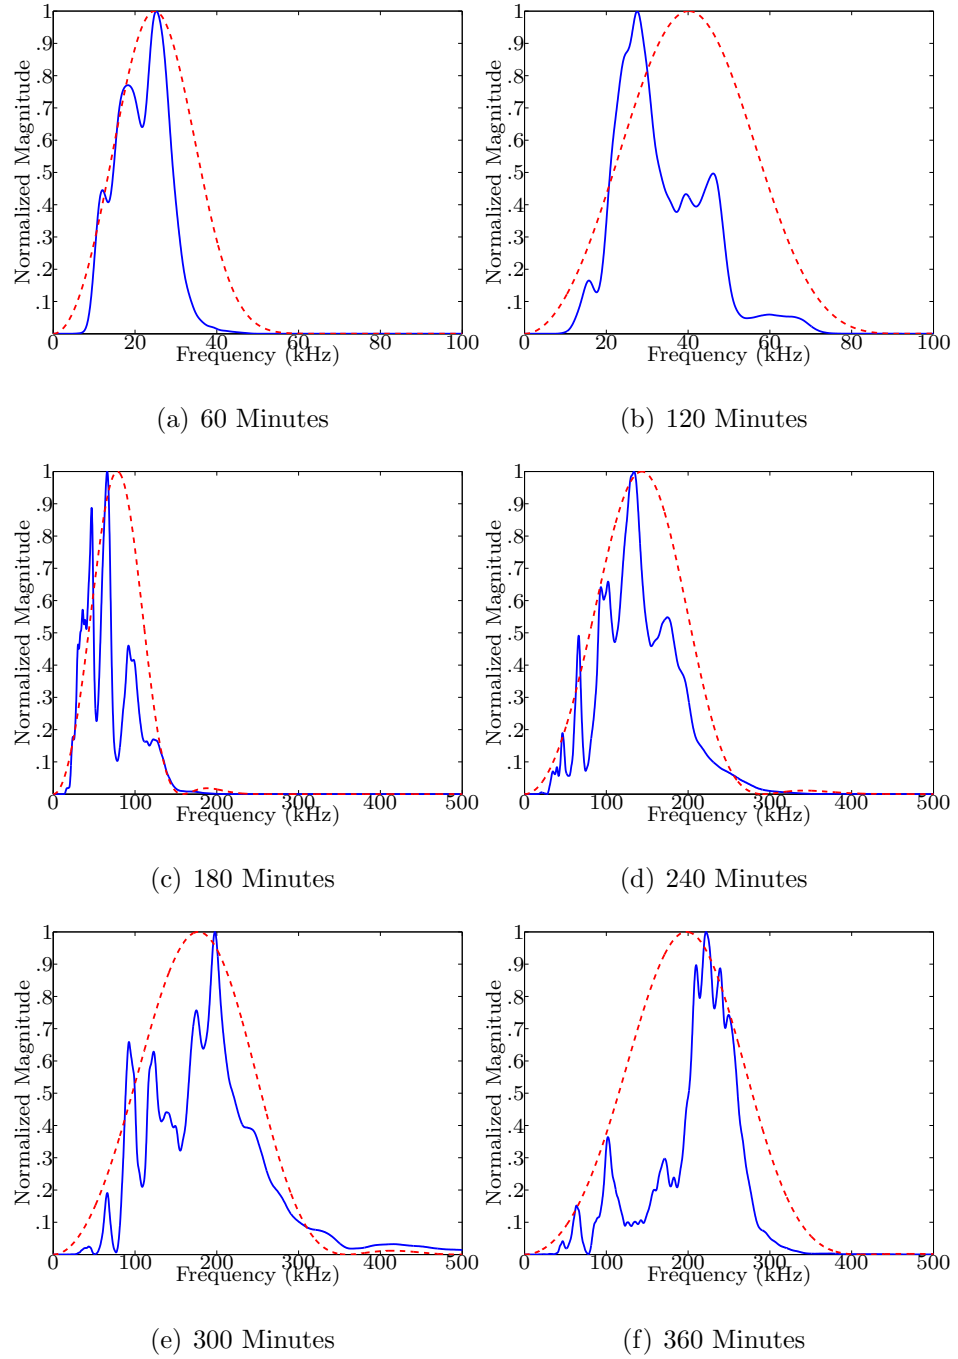 1
.9
.8
.7
.6
.5
.4
.3
.2
.1
0 20 40 60 80 100
Normalized Magnitude
Frequency (kHz)
(a) 60 Minutes
1
.9
.8
.7
.6
.5
.4
.3
.2
.1
0 20 40 60 80 100
Normalized Magnitude
Frequency (kHz)
(b) 120 Minutes
1
.9
.8
.7
.6
.5
.4
.3
.2
.1
0 100 200 300 400 500
Normalized Magnitude
Frequency (kHz)
(c) 180 Minutes
1
.9
.8
.7
.6
.5
.4
.3
.2
.1
0 100 200 300 400 500
Normalized Magnitude
Frequency (kHz)
(d) 240 Minutes
1
.9
.8
.7
.6
.5
.4
.3
.2
.1
0 100 200 300 400 500
Normalized Magnitude
Frequency (kHz)
(e) 300 Minutes
1
.9
.8
.7
.6
.5
.4
.3
.2
.1
0 100 200 300 400 500
Normalized Magnitude
Frequency (kHz)
(f) 360 Minutes